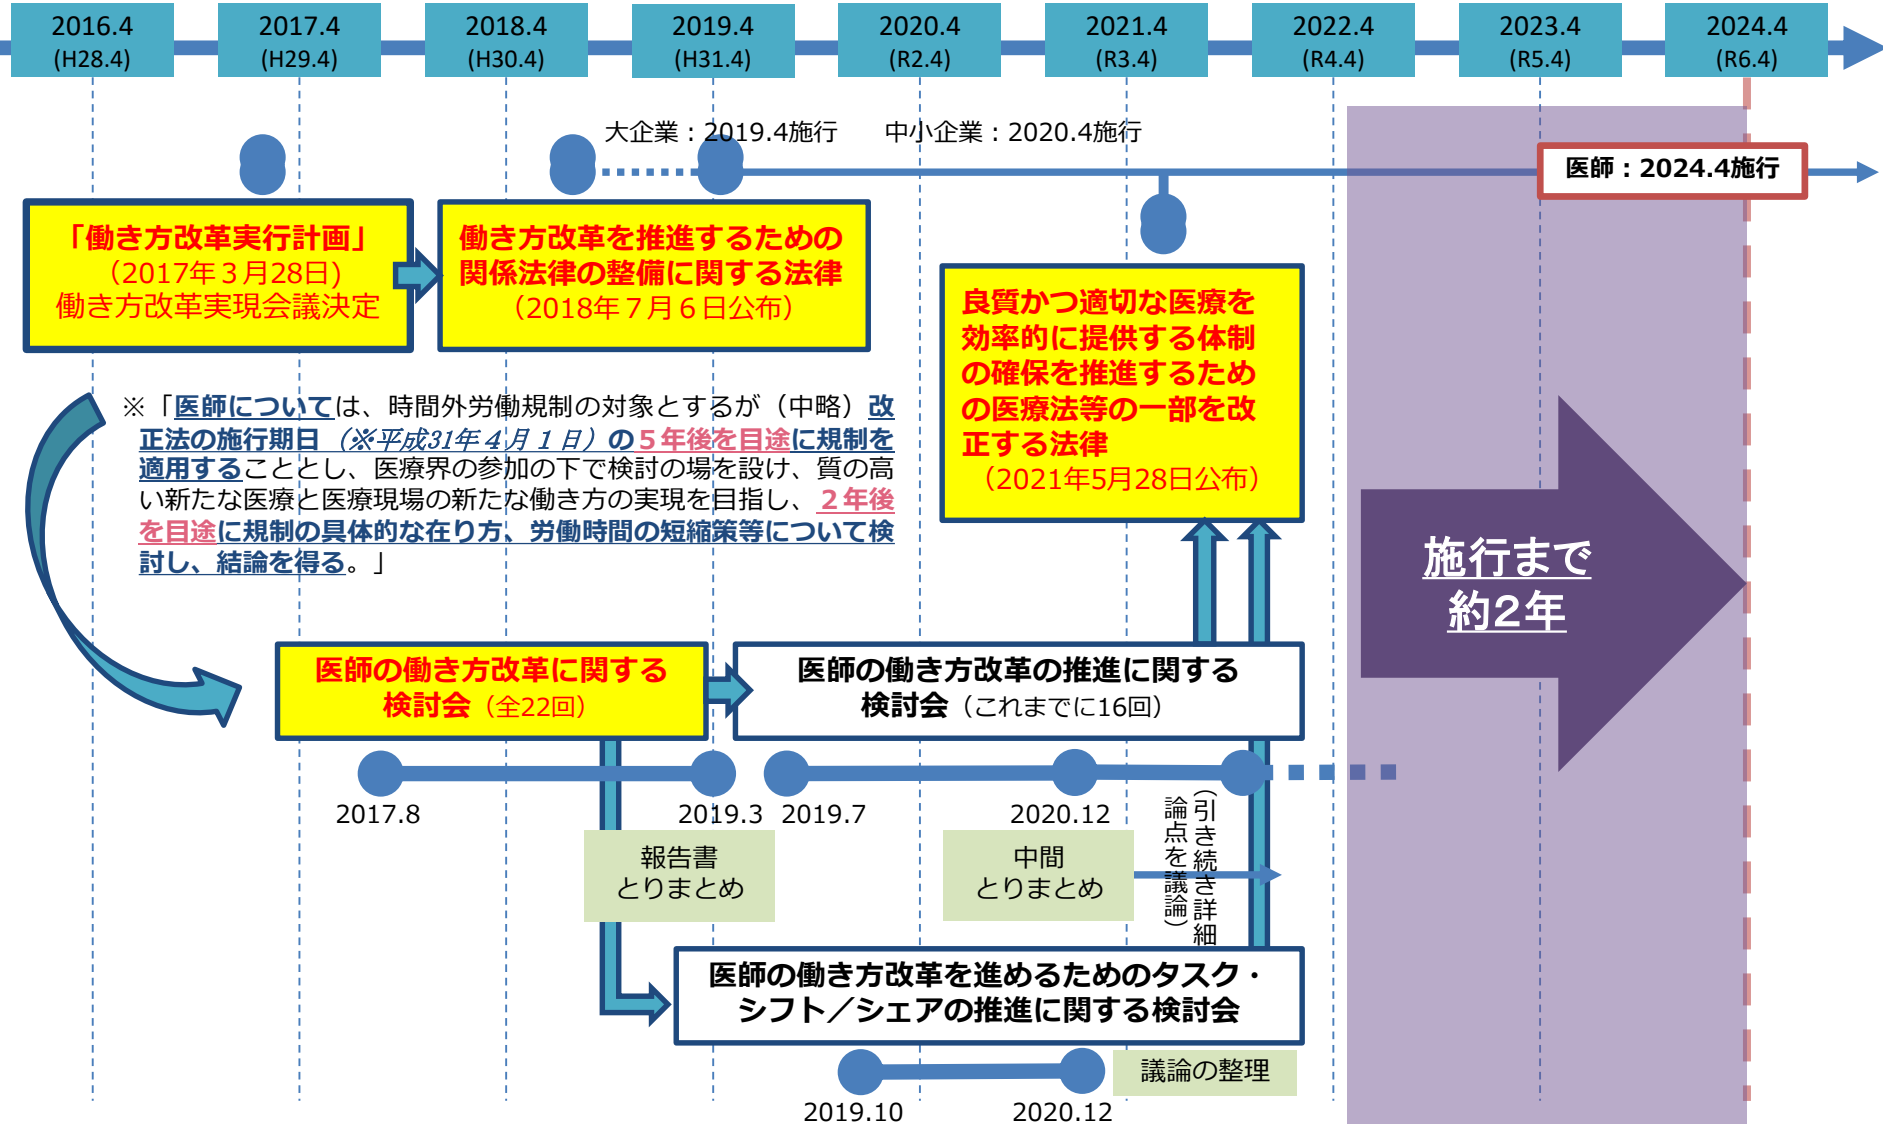 2016.4
(H28.4)
2017.4
(H29.4)
2018.4
(H30.4)
2019.4
(H31.4)
2020.4
(R2.4)
2021.4
(R3.4)
2022.4
(R4.4)
2023.4
(R5.4)
2024.4
(R6.4)
大企業：2019.4施行　中小企業：2020.4施行
医師：2024.4施行
「働き方改革実行計画」
（2017年３月28日)
働き方改革実現会議決定
働き方改革を推進するための
関係法律の整備に関する法律
（2018年７月６日公布）
良質かつ適切な医療を
効率的に提供する体制
の確保を推進するため
の医療法等の一部を改
正する法律
（2021年5月28日公布）
※「医師については、時間外労働規制の対象とするが（中略）改
正法の施行期日（※平成31年４月１日）の５年後を目途に規制を
適用することとし、医療界の参加の下で検討の場を設け、質の高
い新たな医療と医療現場の新たな働き方の実現を目指し、２年後
を目途に規制の具体的な在り方、労働時間の短縮策等について検
討し、結論を得る。」
施行まで
約２年
医師の働き方改革に関する
検討会（全22回）
医師の働き方改革の推進に関する
検討会（これまでに16回）
2017.8
2019.3
2019.7
2020.12
報告書
とりまとめ
中間
とりまとめ
（引き続き詳細
論点を議論）
医師の働き方改革を進めるためのタスク・
シフト／シェアの推進に関する検討会
議論の整理
2019.10
2020.12